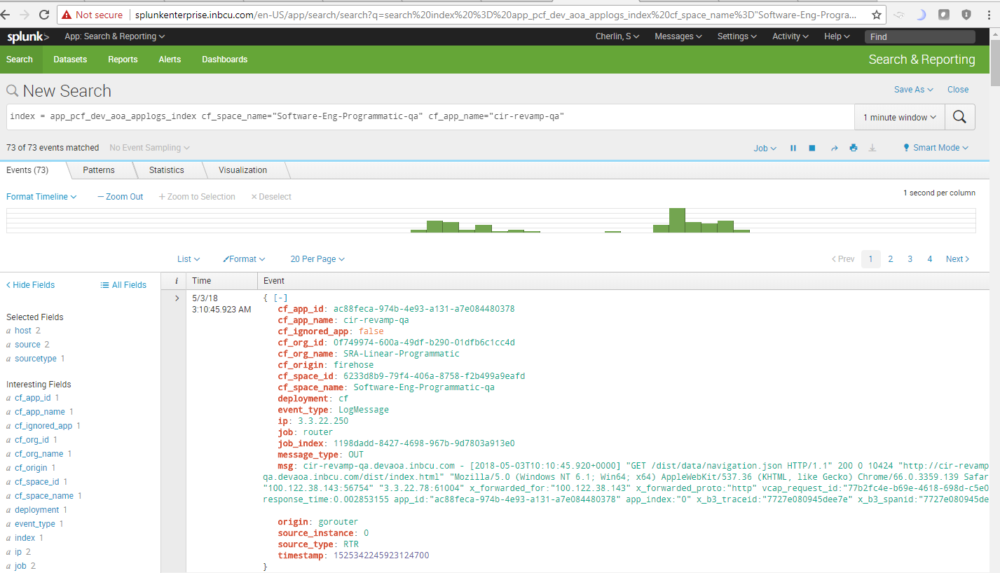 Not secure splunkenterprise.inbcu.com/en-US/app/search/search?q=search%20index%20%3D%20app_pcf_dev_aoa_applogs_index%20cf_space_name%3D"Software-Eng-Progra...
splunk> App: Search & Reporting Cherlin, S Messages Settings Activity Help Find
Search Datasets Reports Alerts Dashboards Search & Reporting
New Search Save As Close
index = app_pcf_dev_aoa_applogs_index cf_space_name="Software-Eng-Programmatic-qa" cf_app_name="cir-revamp-qa" 1 minute window
73 of 73 events matched No Event Sampling Job Smart Mode
Events (73) Patterns Statistics Visualization
Format Timeline — Zoom Out + Zoom to Selection × Deselect 1 second per column
List Format 20 Per Page < Prev 1 2 3 4 Next >
< Hide Fields All Fields
Selected Fields
a host 2
a source 2
a sourcetype 1
Interesting Fields
a cf_app_id 1
a cf_app_name 1
a cf_ignored_app 1
a cf_org_id 1
a cf_org_name 1
a cf_origin 1
a cf_space_id 1
a cf_space_name 1
a deployment 1
a event_type 1
a index 1
a ip 2
a job 2
i Time Event
> 5/3/18
3:10:45.923 AM
{ [-]
cf_app_id: ac88feca-974b-4e93-a131-a7e084480378
cf_app_name: cir-revamp-qa
cf_ignored_app: false
cf_org_id: 0f749974-600a-49df-b290-01dfb6c1cc4d
cf_org_name: SRA-Linear-Programmatic
cf_origin: firehose
cf_space_id: 6233d8b9-79f4-406a-8758-f2b499a9eafd
cf_space_name: Software-Eng-Programmatic-qa
deployment: cf
event_type: LogMessage
ip: 3.3.22.250
job: router
job_index: 1198dadd-8427-4698-967b-9d7803a913e0
message_type: OUT
msg: cir-revamp-qa.devaoa.inbcu.com - [2018-05-03T10:10:45.920+0000] "GET /dist/data/navigation.json HTTP/1.1" 200 0 10424 "http://cir-revamp
qa.devaoa.inbcu.com/dist/index.html" "Mozilla/5.0 (Windows NT 6.1; Win64; x64) AppleWebKit/537.36 (KHTML, like Gecko) Chrome/66.0.3359.139 Safar
"100.122.38.143:56754" "3.3.22.78:61004" x_forwarded_for:"100.122.38.143" x_forwarded_proto:"http" vcap_request_id:"77b2fc4e-b69e-4618-698d-c5e0
response_time:0.002853155 app_id:"ac88feca-974b-4e93-a131-a7e084480378" app_index:"0" x_b3_traceid:"7727e080945dee7e" x_b3_spanid:"7727e080945de
origin: gorouter
source_instance: 0
source_type: RTR
timestamp: 1525342245923124700
}